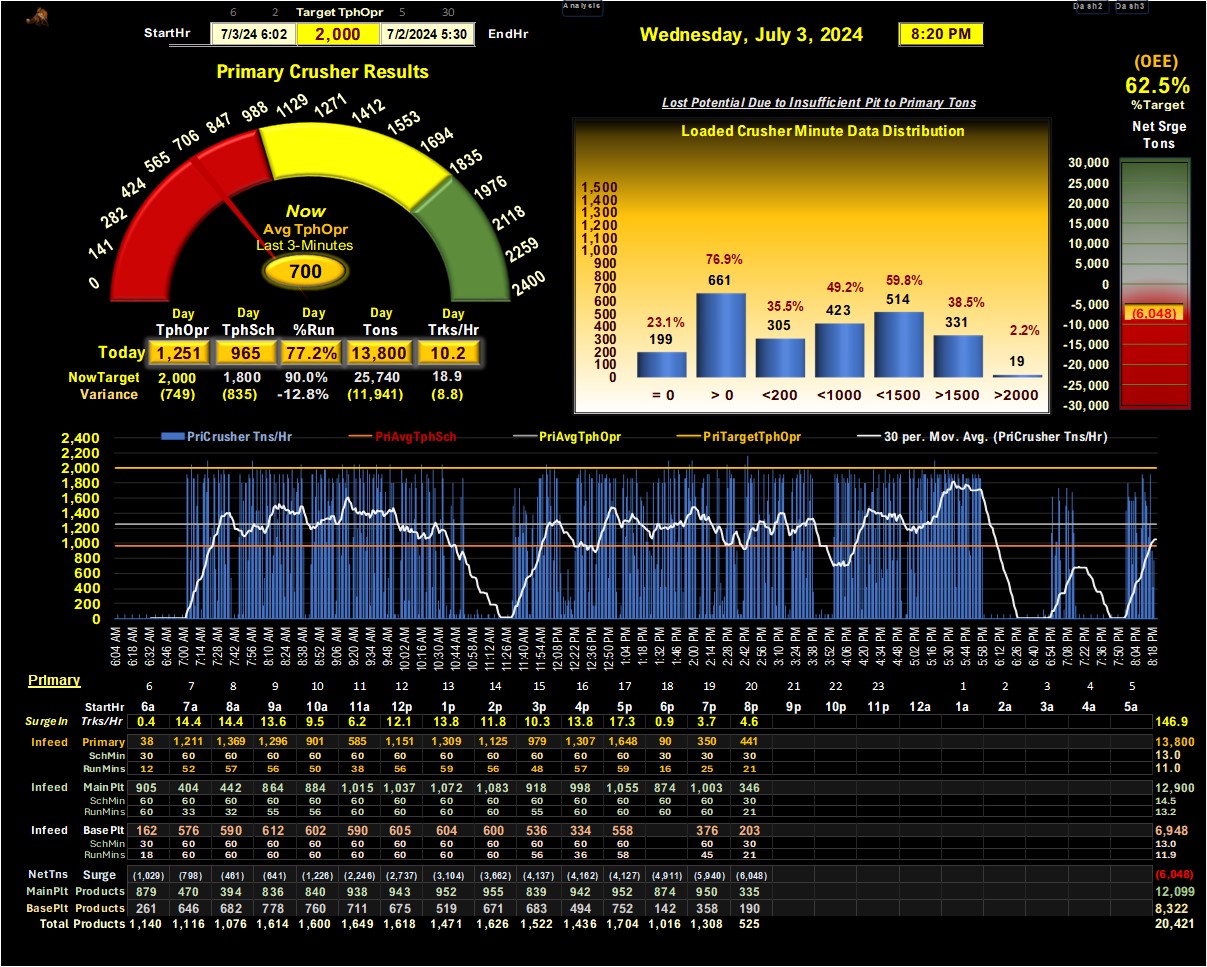 Analysis Dash2 Dash3
6 2 Target TphOpr 5 30
StartHr 7/3/24 6:02 2,000 7/2/2024 5:30 EndHr
Wednesday, July 3, 2024 8:20 PM
(OEE)
62.5%
%Target
Net Srge
Tons
30,000
25,000
20,000
15,000
10,000
5,000
0
-5,000
(6,048)
-10,000
-15,000
-20,000
-25,000
-30,000
Primary Crusher Results
0 141 282 424 565 706 847 988 1129 1271 1412 1553 1694 1835 1976 2118 2259 2400
Now
Avg TphOpr
Last 3-Minutes
700
Day Day Day Day Day
TphOpr TphSch %Run Tons Trks/Hr
Today 1,251 965 77.2% 13,800 10.2
NowTarget 2,000 1,800 90.0% 25,740 18.9
Variance (749) (835) -12.8% (11,941) (8.8)
Lost Potential Due to Insufficient Pit to Primary Tons
Loaded Crusher Minute Data Distribution
1,500
1,400
1,300
1,200
1,100
1,000
900
800
700
600
500
400
300
200
100
0
23.1% 76.9% 35.5% 49.2% 59.8% 38.5% 2.2%
199 661 305 423 514 331 19
= 0 > 0 <200 <1000 <1500 >1500 >2000
PriCrusher Tns/Hr PriAvgTphSch PriAvgTphOpr PriTargetTphOpr 30 per. Mov. Avg. (PriCrusher Tns/Hr)
2,400
2,200
2,000
1,800
1,600
1,400
1,200
1,000
800
600
400
200
0
6:04 AM 6:18 AM 6:32 AM 6:46 AM 7:00 AM 7:14 AM 7:28 AM 7:42 AM 7:56 AM 8:10 AM 8:24 AM 8:38 AM 8:52 AM 9:06 AM 9:20 AM 9:34 AM 9:48 AM 10:02 AM 10:16 AM 10:30 AM 10:44 AM 10:58 AM 11:12 AM 11:26 AM 11:40 AM 11:54 AM 12:08 PM 12:22 PM 12:36 PM 12:50 PM 1:04 PM 1:18 PM 1:32 PM 1:46 PM 2:00 PM 2:14 PM 2:28 PM 2:42 PM 2:56 PM 3:10 PM 3:24 PM 3:38 PM 3:52 PM 4:06 PM 4:20 PM 4:34 PM 4:48 PM 5:02 PM 5:16 PM 5:30 PM 5:44 PM 5:58 PM 6:12 PM 6:26 PM 6:40 PM 6:54 PM 7:08 PM 7:22 PM 7:36 PM 7:50 PM 8:04 PM 8:18 PM
Primary 6 7 8 9 10 11 12 13 14 15 16 17 18 19 20 21 22 23 1 2 3 4 5
StartHr 6a 7a 8a 9a 10a 11a 12p 1p 2p 3p 4p 5p 6p 7p 8p 9p 10p 11p 12a 1a 2a 3a 4a 5a
SurgeIn Trks/Hr 0.4 14.4 14.4 13.6 9.5 6.2 12.1 13.8 11.8 10.3 13.8 17.3 0.9 3.7 4.6 146.9
Infeed Primary 38 1,211 1,369 1,296 901 585 1,151 1,309 1,125 979 1,307 1,648 90 350 441 13,800
SchMin 30 60 60 60 60 60 60 60 60 60 60 60 30 30 30 13.0
RunMins 12 52 57 56 50 38 56 59 56 48 57 59 16 25 21 11.0
Infeed MainPlt 905 404 442 864 884 1,015 1,037 1,072 1,083 918 998 1,055 874 1,003 346 12,900
SchMin 60 60 60 60 60 60 60 60 60 60 60 60 60 60 30 14.5
RunMins 60 33 32 55 56 60 60 60 60 55 60 60 60 60 21 13.2
Infeed BasePlt 162 576 590 612 602 590 605 604 600 536 334 558 376 203 6,948
SchMin 30 60 60 60 60 60 60 60 60 60 60 60 60 30 13.0
RunMins 18 60 60 60 60 60 60 60 60 56 36 58 45 21 11.9
NetTns Surge (1,029) (798) (461) (641) (1,226) (2,246) (2,737) (3,104) (3,662) (4,137) (4,162) (4,127) (4,911) (5,940) (6,048) (6,048)
MainPlt Products 879 470 394 836 840 938 943 952 955 839 942 952 874 950 335 12,099
BasePlt Products 261 646 682 778 760 711 675 519 671 683 494 752 142 358 190 8,322
Total Products 1,140 1,116 1,076 1,614 1,600 1,649 1,618 1,471 1,626 1,522 1,436 1,704 1,016 1,308 525 20,421